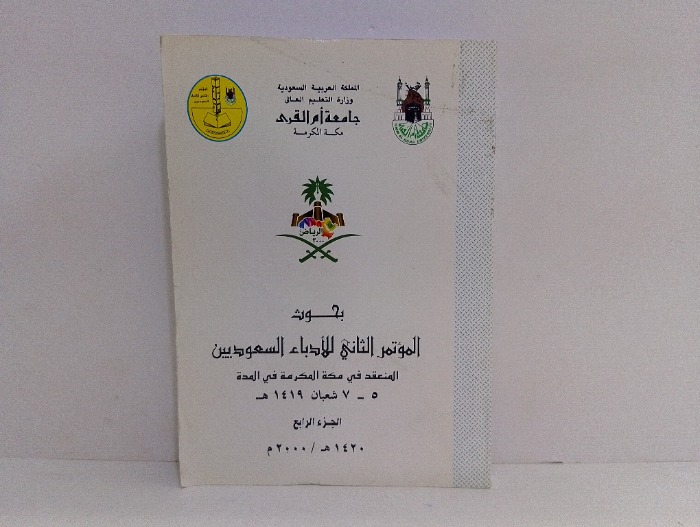 المملكة العربية السعودية
وزارة التعليم العالي
جامعة أم القرى
مكة المكرمة
الرياض
٢٠٠٠
بحوث
المؤتمر الثاني للأدباء السعوديين
المنعقد في مكة المكرمة في المدة
٥ – ٧ شعبان ١٤١٩ هـ
الجزء الرابع
١٤٢٠ هـ / ٢٠٠٠ م